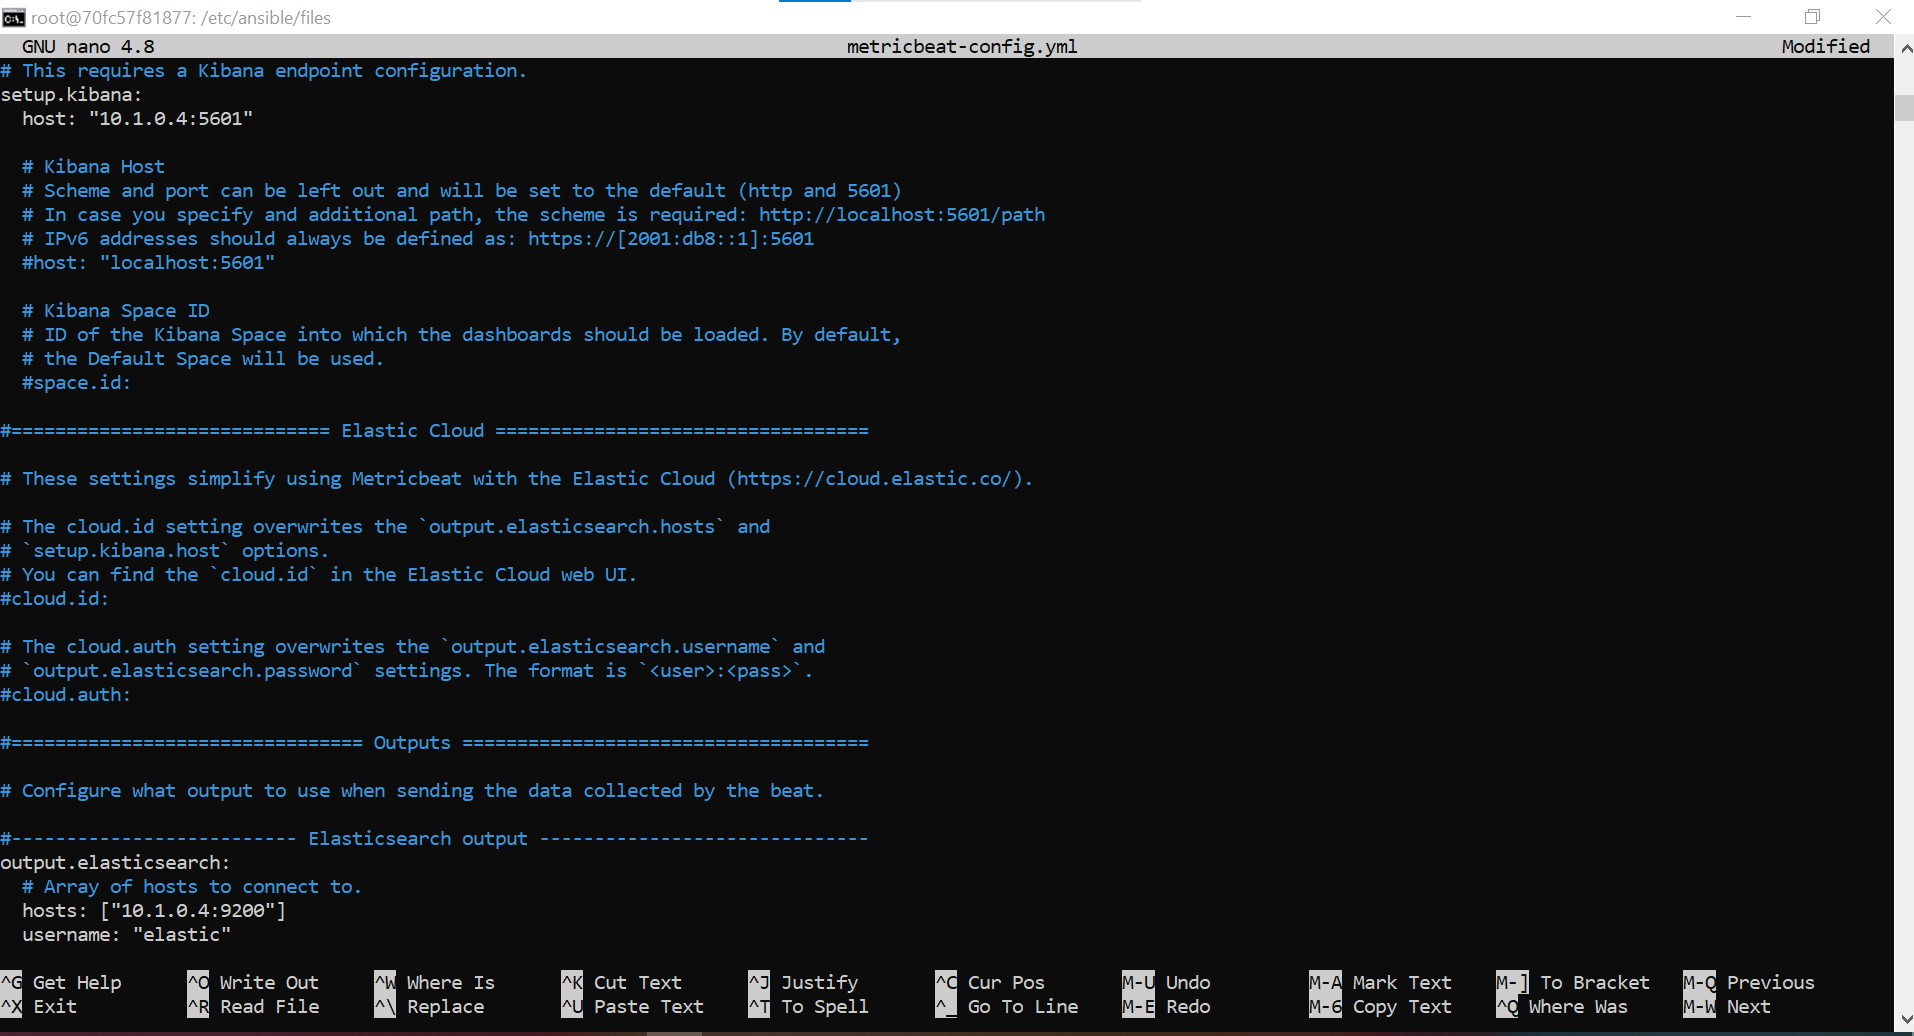 root@70fc57f81877: /etc/ansible/files
GNU nano 4.8 metricbeat-config.yml Modified
# This requires a Kibana endpoint configuration.
setup.kibana:
  host: "10.1.0.4:5601"

  # Kibana Host
  # Scheme and port can be left out and will be set to the default (http and 5601)
  # In case you specify and additional path, the scheme is required: http://localhost:5601/path
  # IPv6 addresses should always be defined as: https://[2001:db8::1]:5601
  #host: "localhost:5601"

  # Kibana Space ID
  # ID of the Kibana Space into which the dashboards should be loaded. By default,
  # the Default Space will be used.
  #space.id:

#============================= Elastic Cloud ==================================

# These settings simplify using Metricbeat with the Elastic Cloud (https://cloud.elastic.co/).

# The cloud.id setting overwrites the `output.elasticsearch.hosts` and
# `setup.kibana.host` options.
# You can find the `cloud.id` in the Elastic Cloud web UI.
#cloud.id:

# The cloud.auth setting overwrites the `output.elasticsearch.username` and
# `output.elasticsearch.password` settings. The format is `<user>:<pass>`.
#cloud.auth:

#================================ Outputs =====================================

# Configure what output to use when sending the data collected by the beat.

#-------------------------- Elasticsearch output ------------------------------
output.elasticsearch:
  # Array of hosts to connect to.
  hosts: ["10.1.0.4:9200"]
  username: "elastic"

^G Get Help ^O Write Out ^W Where Is ^K Cut Text ^J Justify ^C Cur Pos M-U Undo M-A Mark Text M-] To Bracket M-Q Previous
^X Exit ^R Read File ^\ Replace ^U Paste Text ^T To Spell ^_ Go To Line M-E Redo M-6 Copy Text ^Q Where Was M-W Next